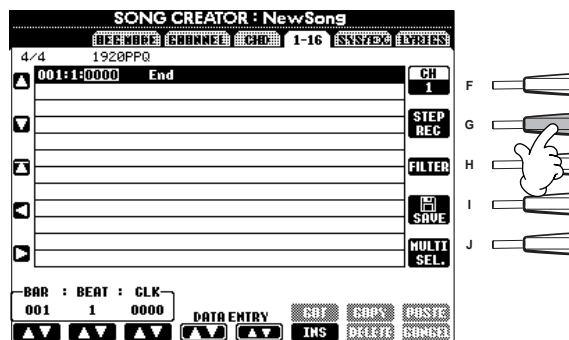 SONG CREATOR : NewSong
REC MODE CHANNEL CHD 1-16 SYS/EX LYRICS
4/4 1920PPQ
001:1:0000 End
CH
1
F
STEP
REC
G
FILTER
H
SAVE
I
MULTI
SEL.
J
BAR : BEAT : CLK
001 1 0000
DATA ENTRY
CUT COPY PASTE
INS DELETE CANCEL